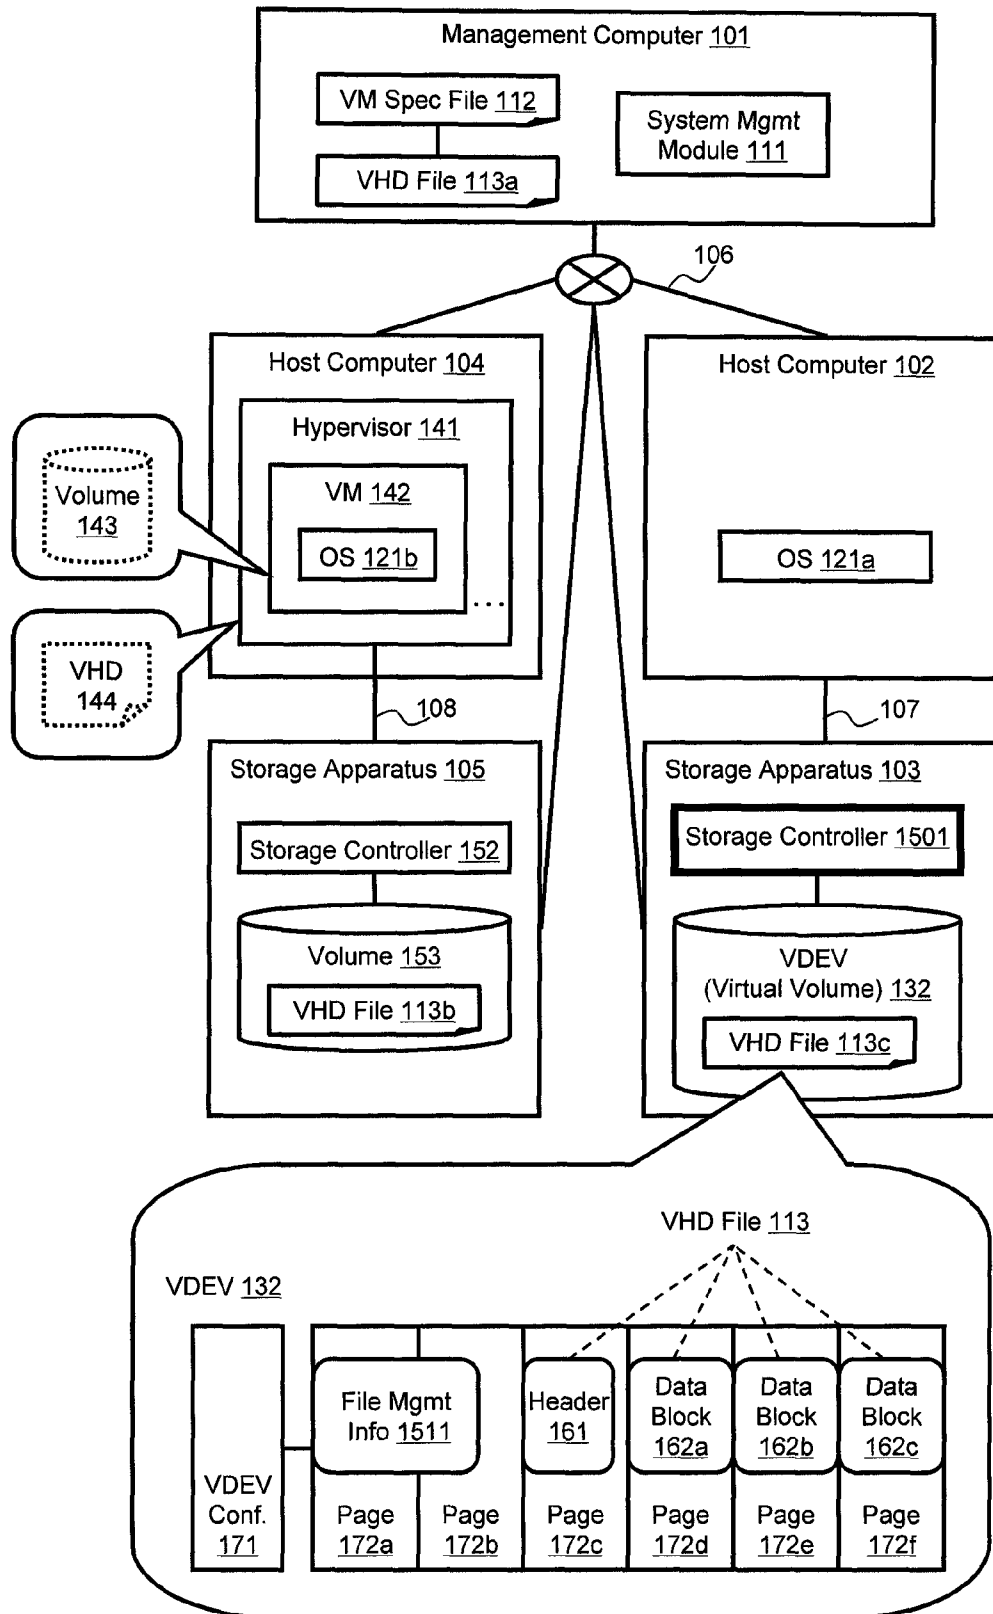 Management Computer 101
VM Spec File 112
VHD File 113a
System Mgmt
Module 111
106
Host Computer 104
Hypervisor 141
VM 142
OS 121b
...
Volume
143
VHD
144
Host Computer 102
OS 121a
108
107
Storage Apparatus 105
Storage Controller 152
Volume 153
VHD File 113b
Storage Apparatus 103
Storage Controller 1501
VDEV
(Virtual Volume) 132
VHD File 113c
VHD File 113
VDEV 132
VDEV
Conf.
171
File Mgmt
Info 1511
Header
161
Data
Block
162a
Data
Block
162b
Data
Block
162c
Page
172a
Page
172b
Page
172c
Page
172d
Page
172e
Page
172f